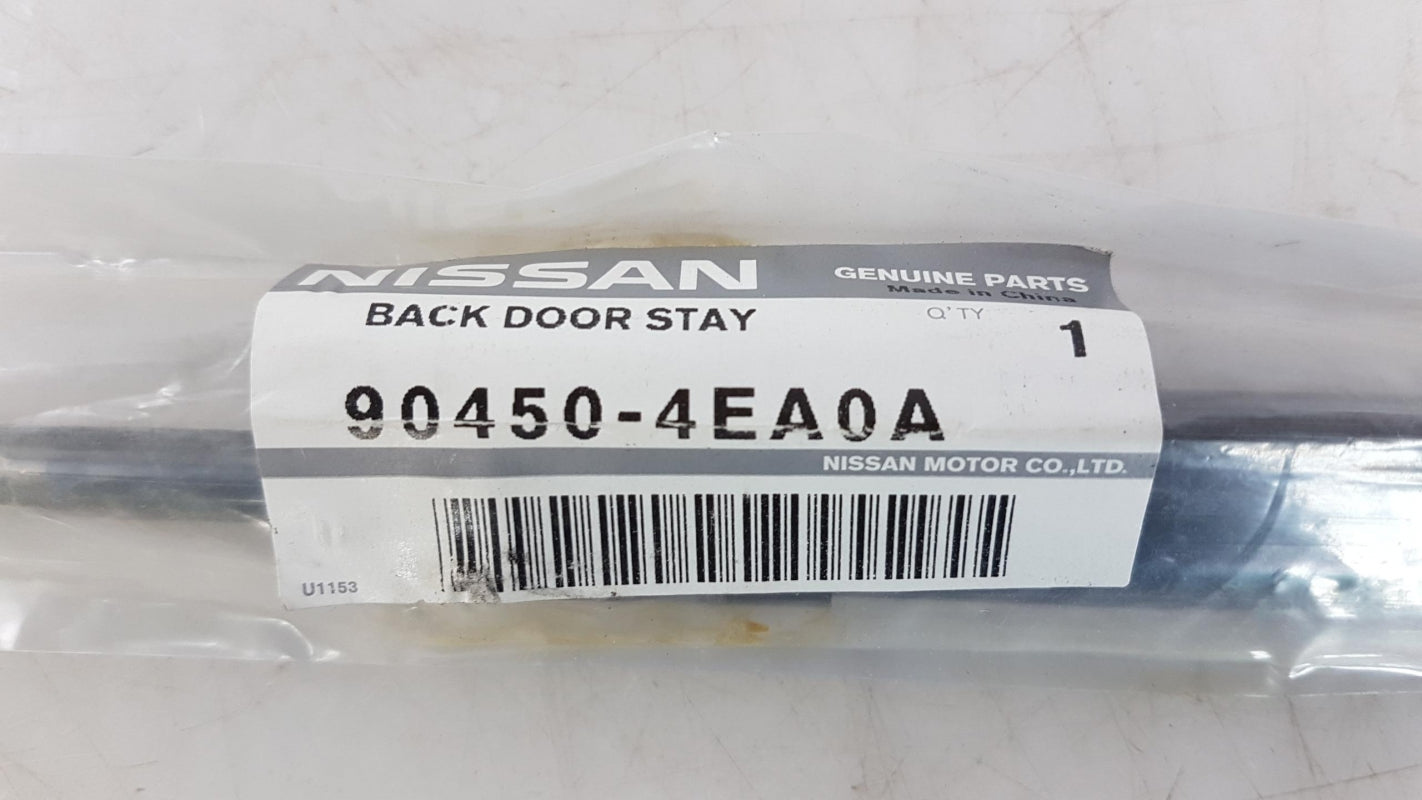 NISSAN GENUINE PARTS
Made in China
BACK DOOR STAY Q'TY 1
90450-4EA0A
NISSAN MOTOR CO.,LTD.
U1153